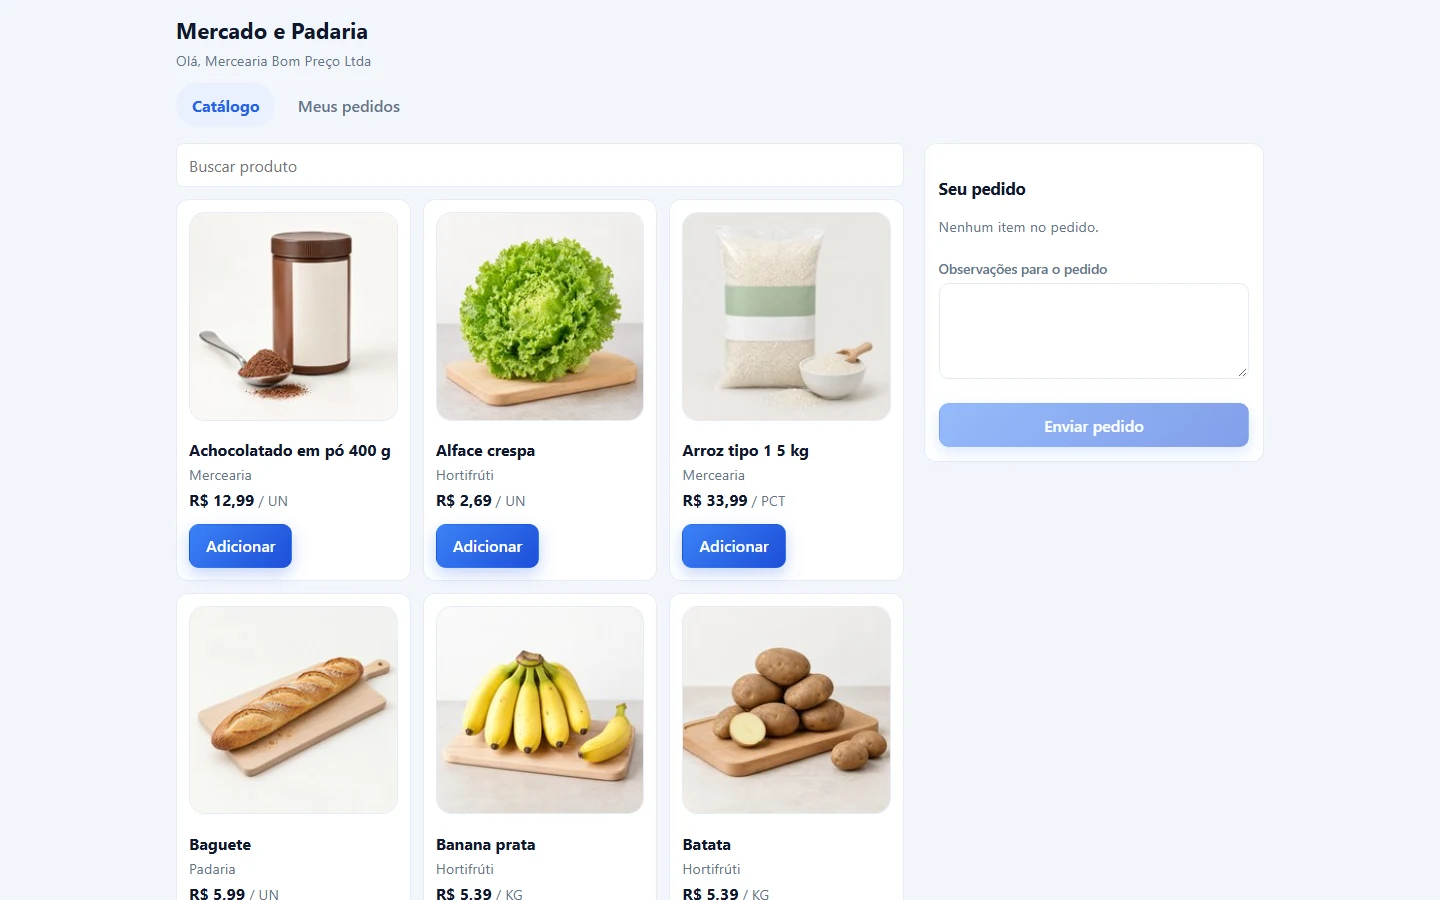 Mercado e Padaria
Olá, Mercearia Bom Preço Ltda
Catálogo
Meus pedidos
Buscar produto
Achocolatado em pó 400 g
Mercearia
R$ 12,99 / UN
Adicionar
Alface crespa
Hortifrúti
R$ 2,69 / UN
Adicionar
Arroz tipo 1 5 kg
Mercearia
R$ 33,99 / PCT
Adicionar
Baguete
Padaria
R$ 5,99 / UN
Banana prata
Hortifrúti
R$ 5,39 / KG
Batata
Hortifrúti
R$ 5,39 / KG
Seu pedido
Nenhum item no pedido.
Observações para o pedido
Enviar pedido